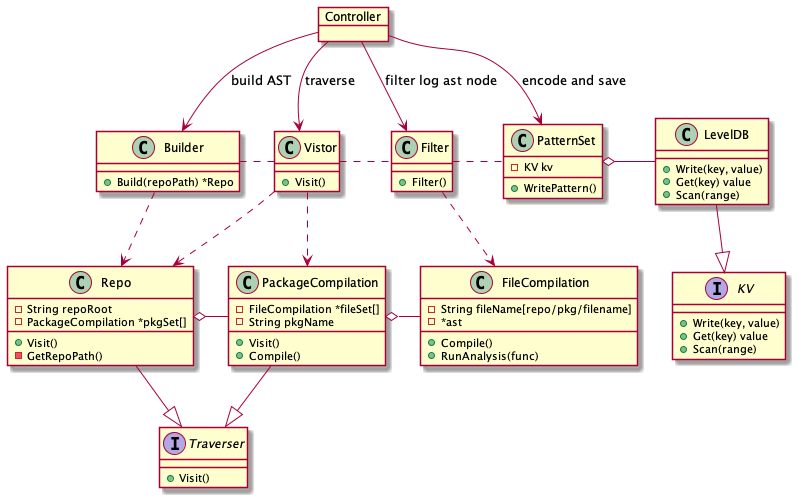 Controller
build AST
traverse
filter log ast node
encode and save
C Builder
Build(repoPath) *Repo
C Vistor
Visit()
C Filter
Filter()
C PatternSet
KV kv
WritePattern()
C LevelDB
Write(key, value)
Get(key) value
Scan(range)
C Repo
String repoRoot
PackageCompilation *pkgSet[]
Visit()
GetRepoPath()
C PackageCompilation
FileCompilation *fileSet[]
String pkgName
Visit()
Compile()
C FileCompilation
String fileName[repo/pkg/filename]
*ast
Compile()
RunAnalysis(func)
I KV
Write(key, value)
Get(key) value
Scan(range)
I Traverser
Visit()